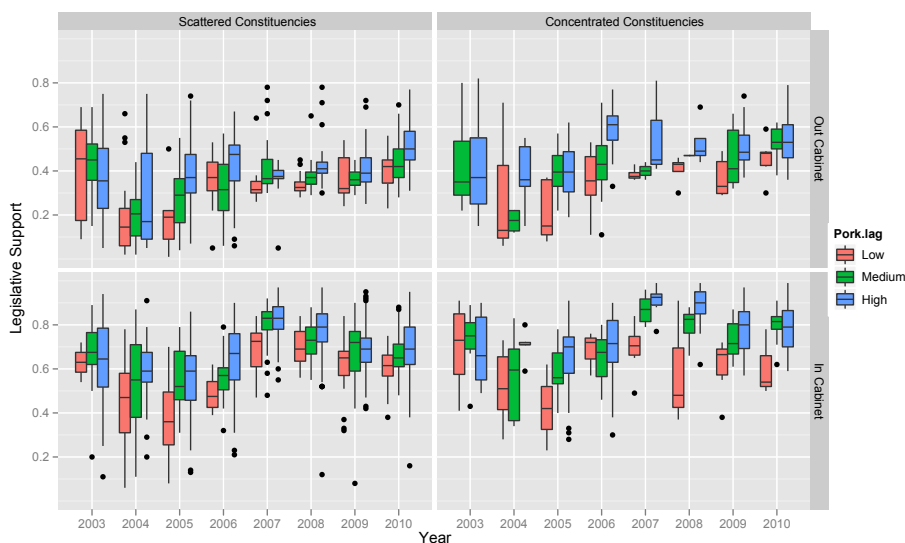 Scattered Constituencies
Concentrated Constituencies
Legislative Support
0.8
0.6
0.4
0.2
Out Cabinet
0.8
0.6
0.4
0.2
In Cabinet
Pork.lag
Low
Medium
High
2003 2004 2005 2006 2007 2008 2009 2010
2003 2004 2005 2006 2007 2008 2009 2010
Year